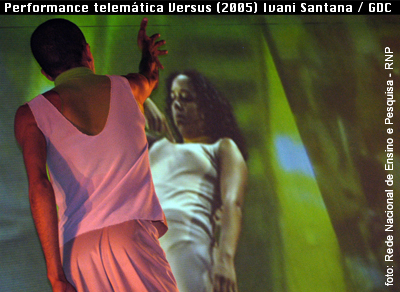 Performance telemática Versus (2005) Ivani Santana / GDC
foto: Rede Nacional de Ensino e Pesquisa - RNP